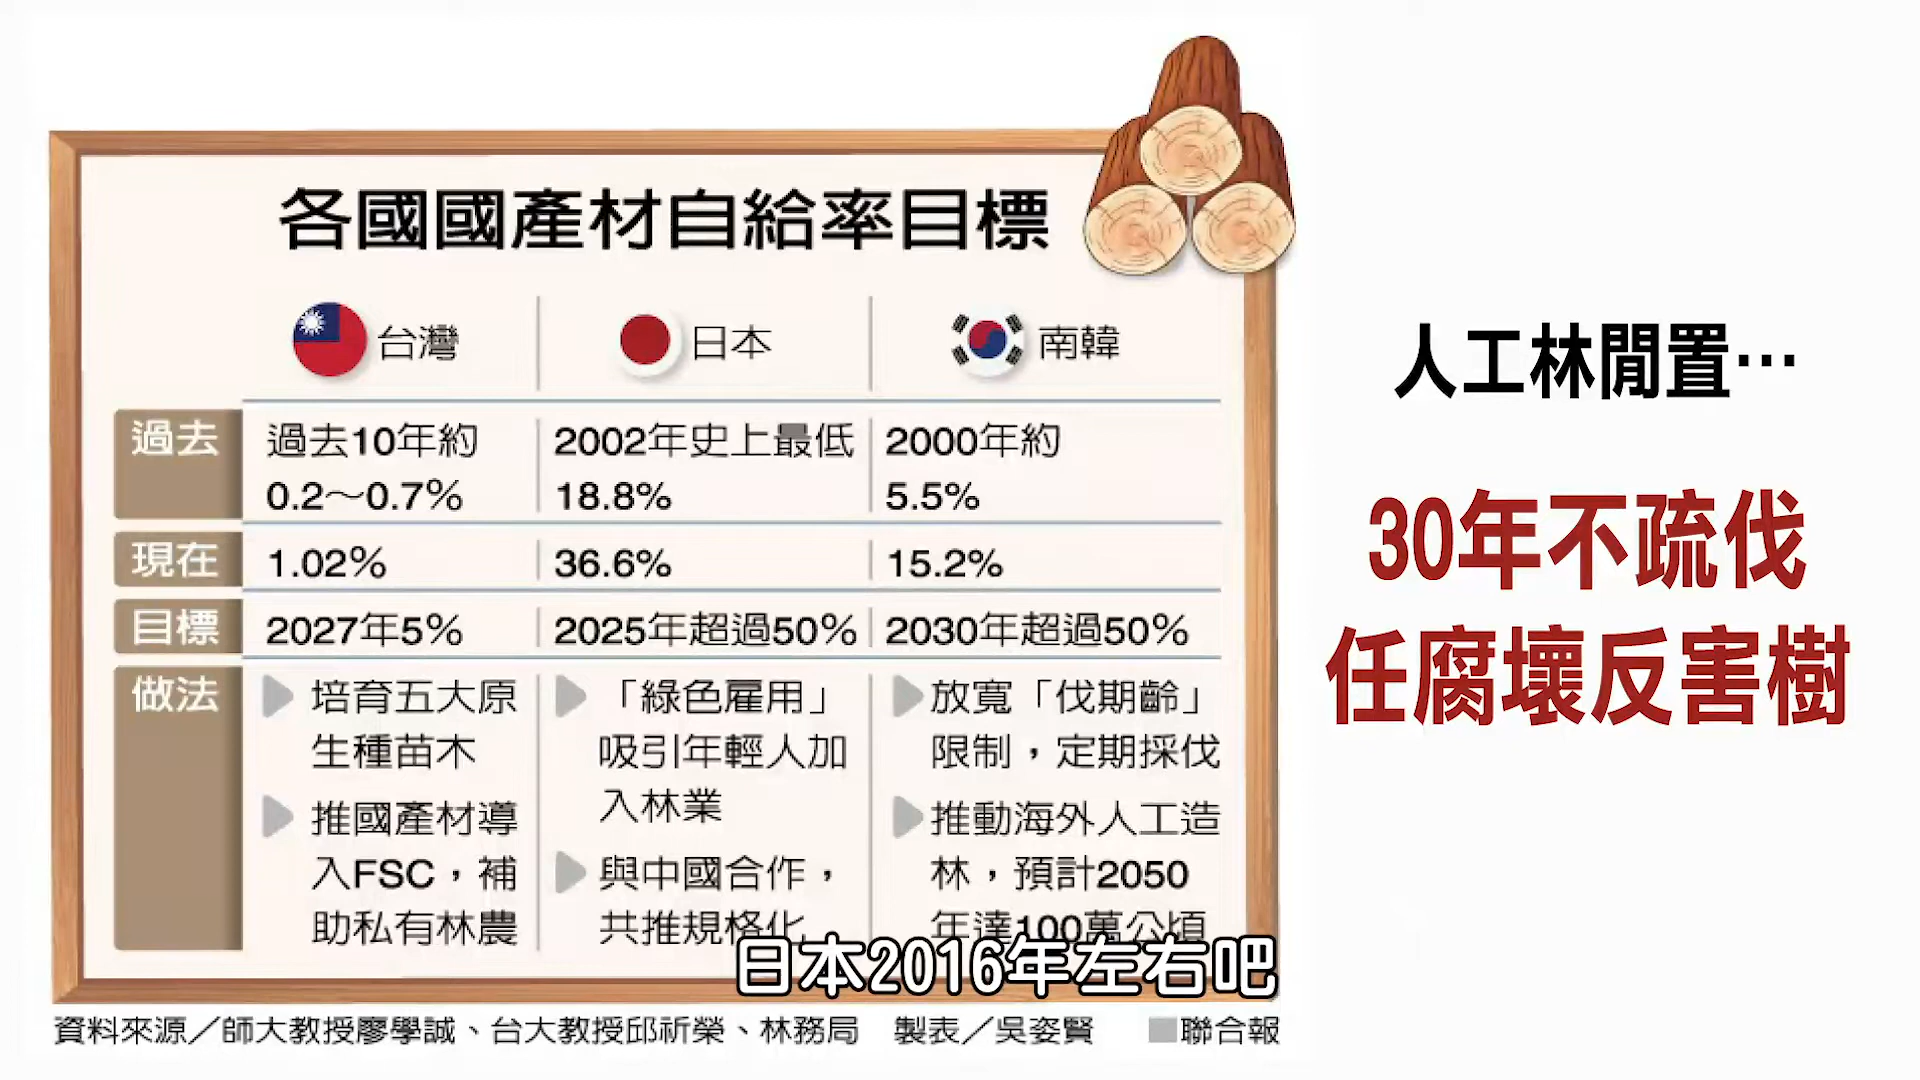 各國國產材自給率目標
台灣 日本 南韓
過去 過去10年約 2002年史上最低 2000年約
0.2～0.7% 18.8% 5.5%
現在 1.02% 36.6% 15.2%
目標 2027年5% 2025年超過50% 2030年超過50%
做法
培育五大原
生種苗木
推國產材導
入FSC，補
助私有林農
「綠色雇用」
吸引年輕人加
入林業
與中國合作，
共推規格化
放寬「伐期齡」
限制，定期採伐
推動海外人工造
林，預計2050
年達100萬公頃
資料來源／師大教授廖學誠、台大教授邱祈榮、林務局 製表／吳姿賢 聯合報
人工林閒置…
30年不疏伐
任腐壞反害樹
日本2016年左右吧